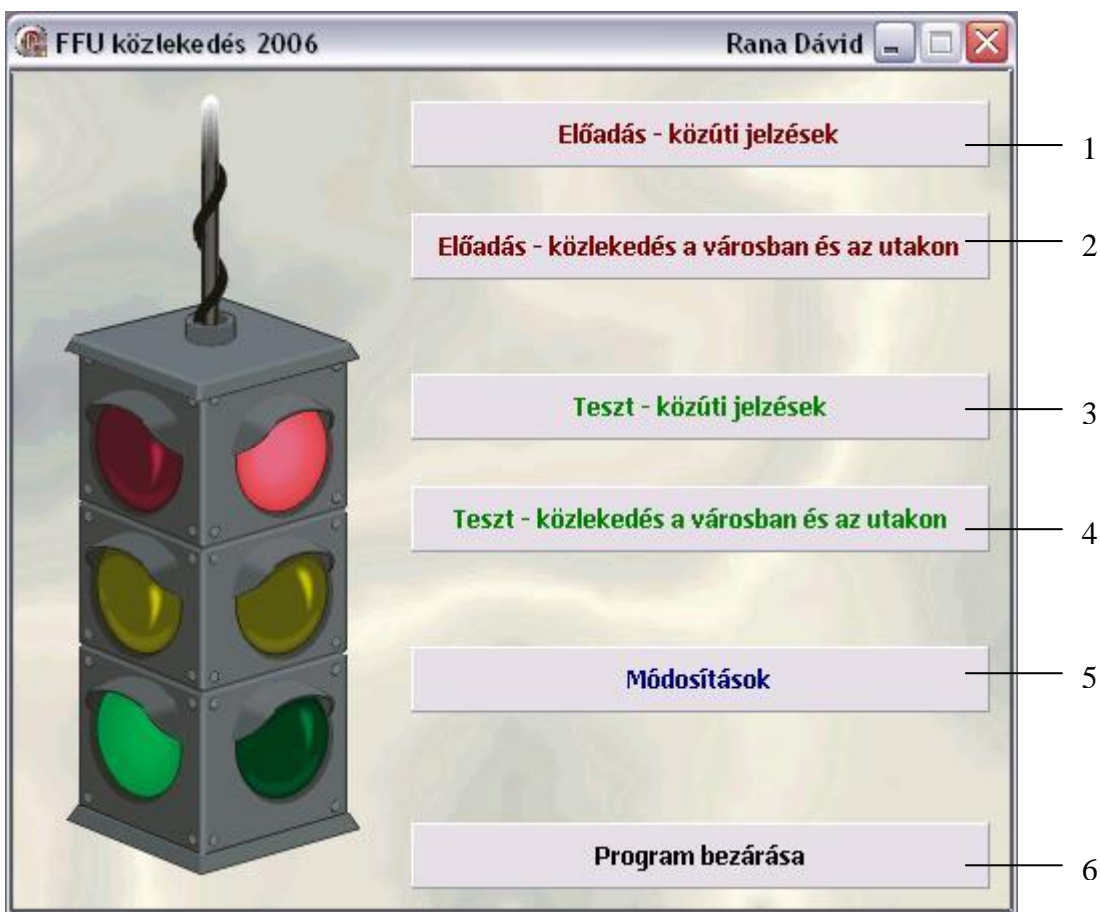 FFU közlekedés 2006 Rana Dávid
Előadás - közúti jelzések 1
Előadás - közlekedés a városban és az utakon 2
Teszt - közúti jelzések 3
Teszt - közlekedés a városban és az utakon 4
Módosítások 5
Program bezárása 6